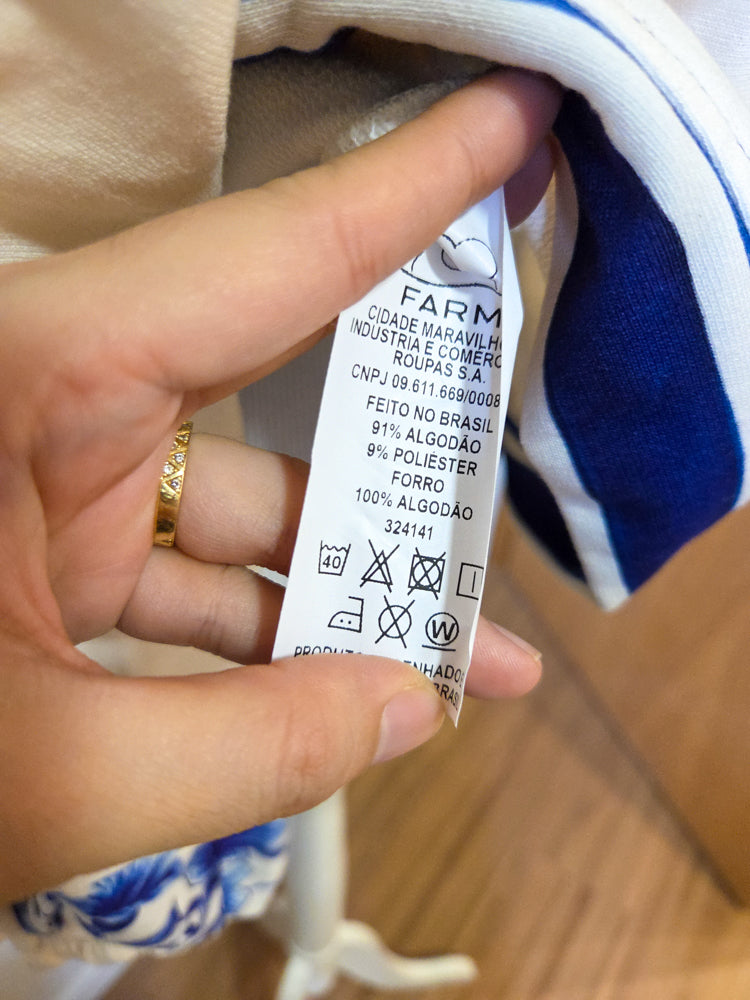 FARM
CIDADE MARAVILH
INDUSTRIA E COMÉRC
ROUPAS S.A.
CNPJ 09.611.669/0008
FEITO NO BRASIL
91% ALGODÃO
9% POLIÉSTER
FORRO
100% ALGODÃO
324141
40
W